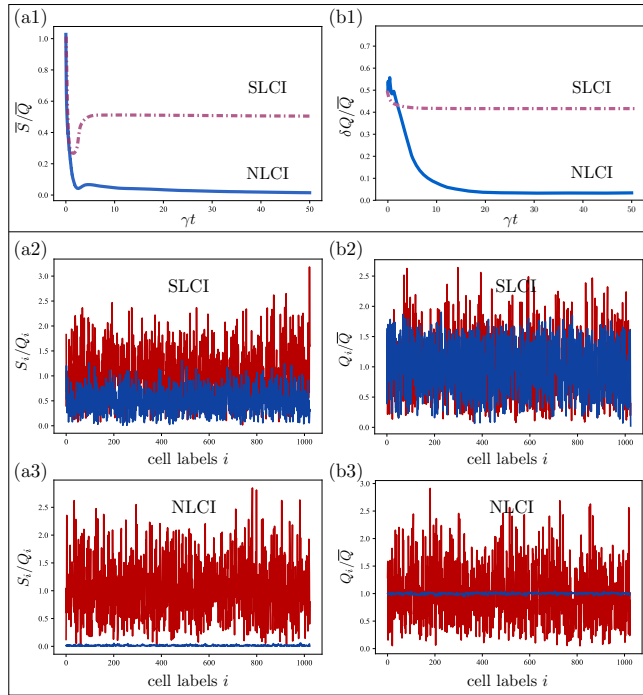 (a1)
S̅/Q̅
1.0
0.8
0.6
0.4
0.2
0.0
SLCI
NLCI
0
10
20
30
40
50
γt
(b1)
δQ/Q̅
0.7
0.6
0.5
0.4
0.3
0.2
0.1
0.0
SLCI
NLCI
0
10
20
30
40
50
γt
(a2)
S_i/Q_i
3.0
2.5
2.0
1.5
1.0
0.5
0.0
SLCI
0
200
400
600
800
1000
cell labels i
(b2)
Q_i/Q̅
2.5
2.0
1.5
1.0
0.5
0.0
SLCI
0
200
400
600
800
1000
cell labels i
(a3)
S_i/Q_i
2.5
2.0
1.5
1.0
0.5
0.0
NLCI
0
200
400
600
800
1000
cell labels i
(b3)
Q_i/Q̅
3.0
2.5
2.0
1.5
1.0
0.5
0.0
NLCI
0
200
400
600
800
1000
cell labels i